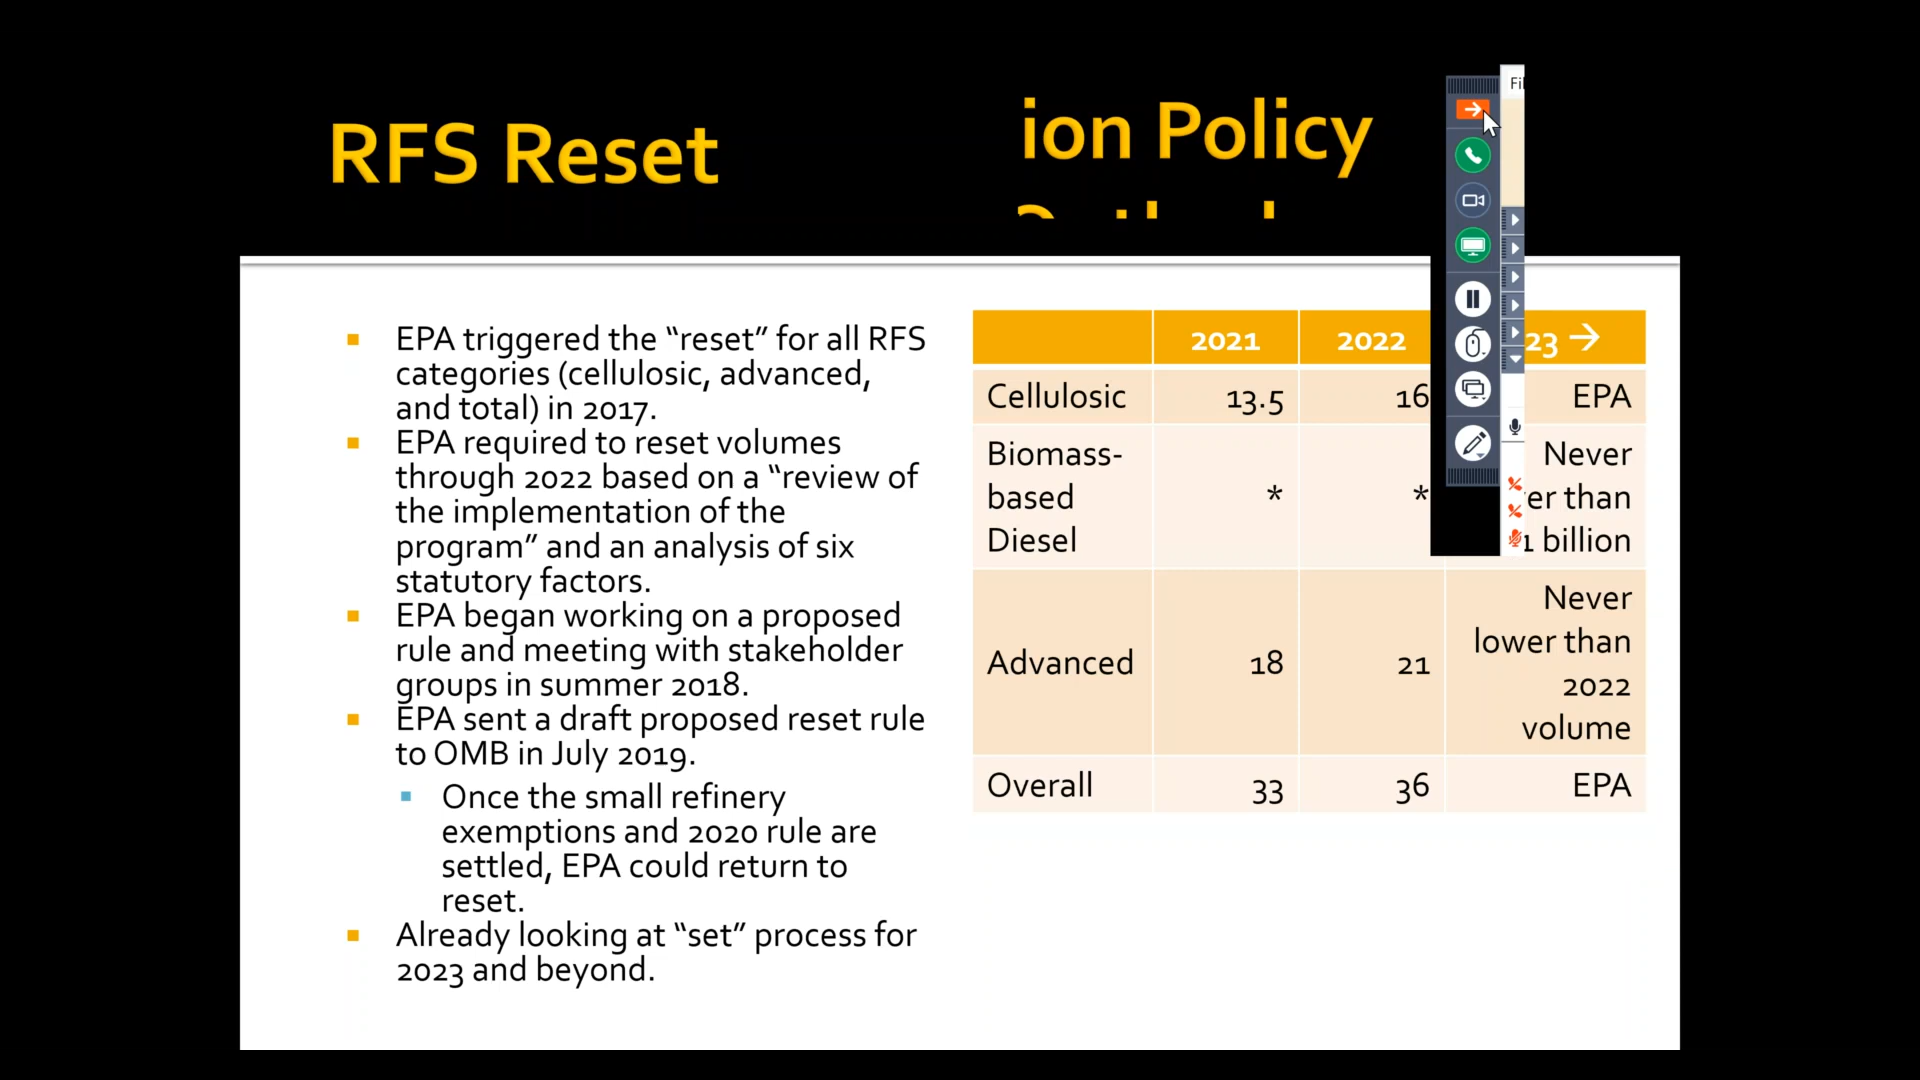 RFS Reset
ion Policy
Fi
EPA triggered the “reset” for all RFS
categories (cellulosic, advanced,
and total) in 2017.
EPA required to reset volumes
through 2022 based on a “review of
the implementation of the
program” and an analysis of six
statutory factors.
EPA began working on a proposed
rule and meeting with stakeholder
groups in summer 2018.
EPA sent a draft proposed reset rule
to OMB in July 2019.
Once the small refinery
exemptions and 2020 rule are
settled, EPA could return to
reset.
Already looking at “set” process for
2023 and beyond.
2021 2022 23 →
Cellulosic 13.5 16 EPA
Biomass-
based
Diesel
* *
Never
er than
1 billion
Advanced 18 21
Never
lower than
2022
volume
Overall 33 36 EPA